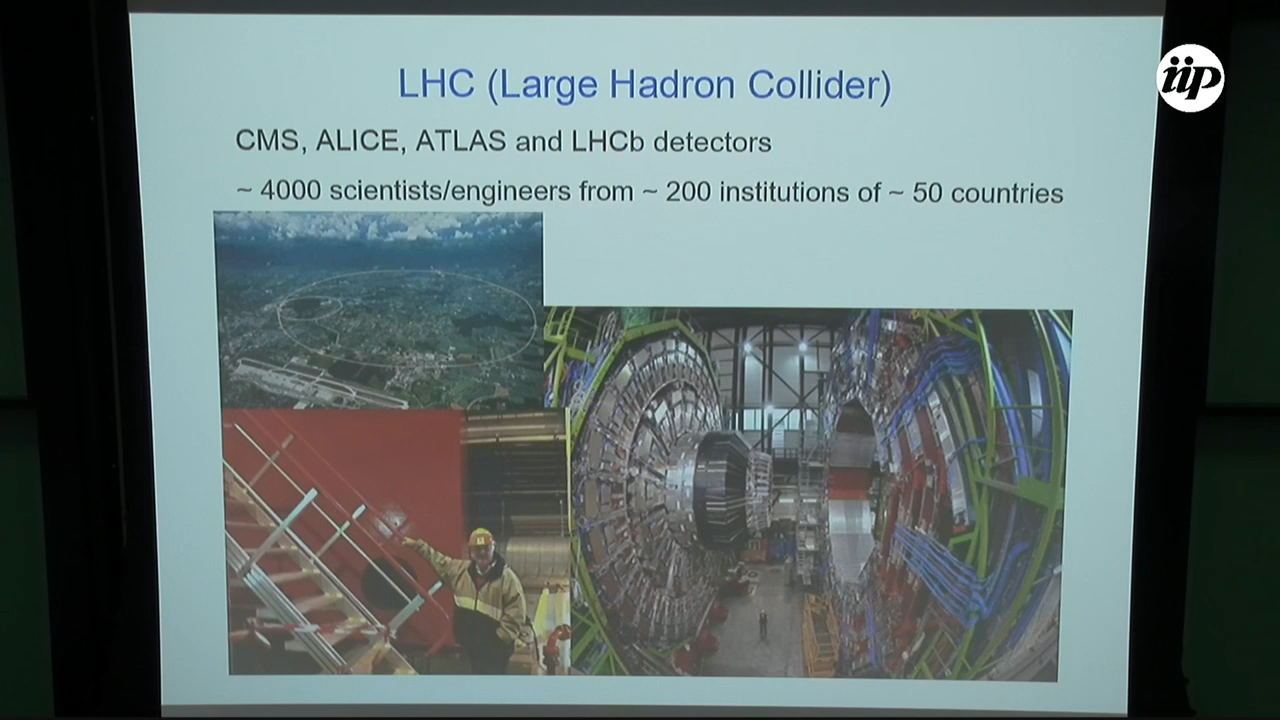 LHC (Large Hadron Collider)
iip
CMS, ALICE, ATLAS and LHCb detectors
~ 4000 scientists/engineers from ~ 200 institutions of ~ 50 countries